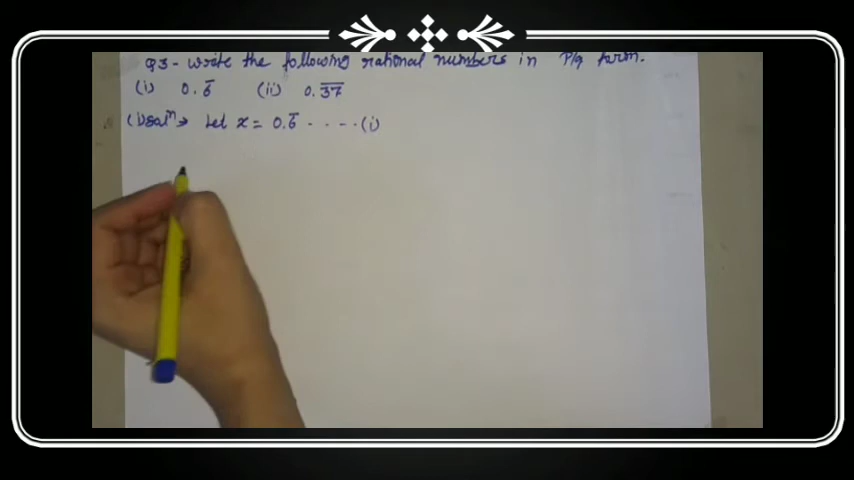 Q3- Write the following rational numbers in P/q form.
(i) 0.6̅ (ii) 0.3̅7̅
(i) Solⁿ→ Let x = 0.6̅ - - - - (i)